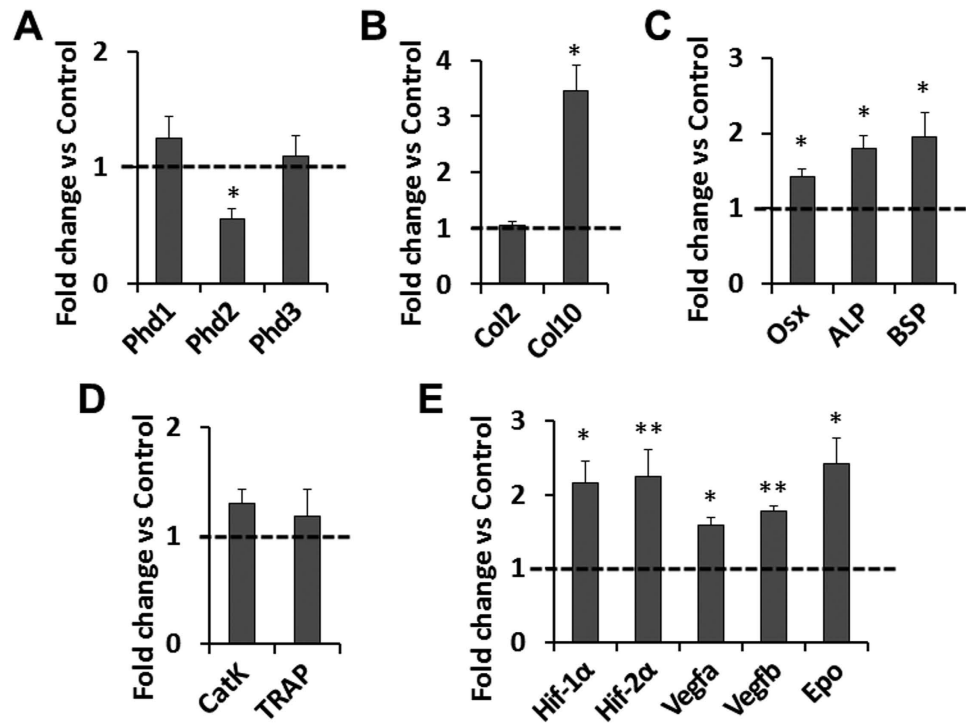 A
Fold change vs Control
2
1
0
*
Phd1
Phd2
Phd3
B
Fold change vs Control
4
3
2
1
0
*
Col2
Col10
C
Fold change vs Control
3
2
1
0
*
*
*
Osx
ALP
BSP
D
Fold change vs Control
2
1
0
CatK
TRAP
E
Fold change vs Control
3
2
1
0
*
**
*
**
*
Hif-1α
Hif-2α
Vegfa
Vegfb
Epo